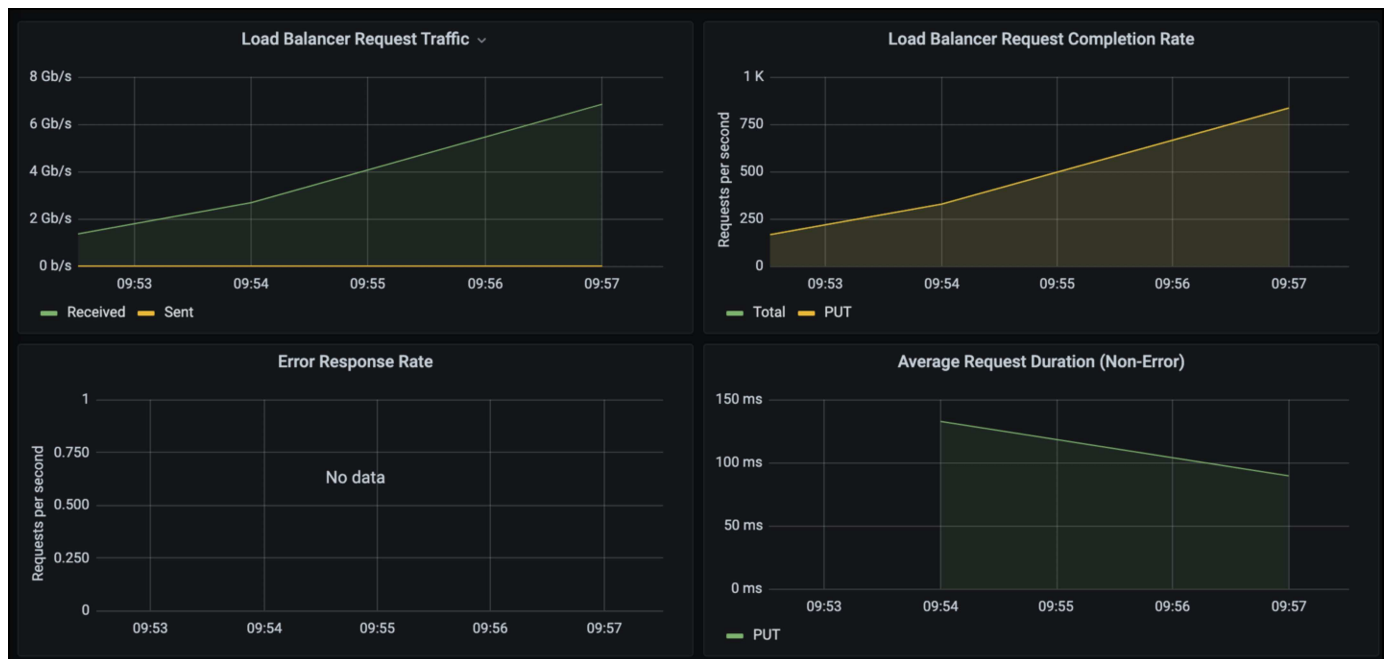 Load Balancer Request Traffic
8 Gb/s
6 Gb/s
4 Gb/s
2 Gb/s
0 b/s
09:53 09:54 09:55 09:56 09:57
Received Sent
Load Balancer Request Completion Rate
Requests per second
1 K
750
500
250
0
09:53 09:54 09:55 09:56 09:57
Total PUT
Error Response Rate
Requests per second
1
0.750
0.500
0.250
0
No data
09:53 09:54 09:55 09:56 09:57
Average Request Duration (Non-Error)
150 ms
100 ms
50 ms
0 ms
09:53 09:54 09:55 09:56 09:57
PUT